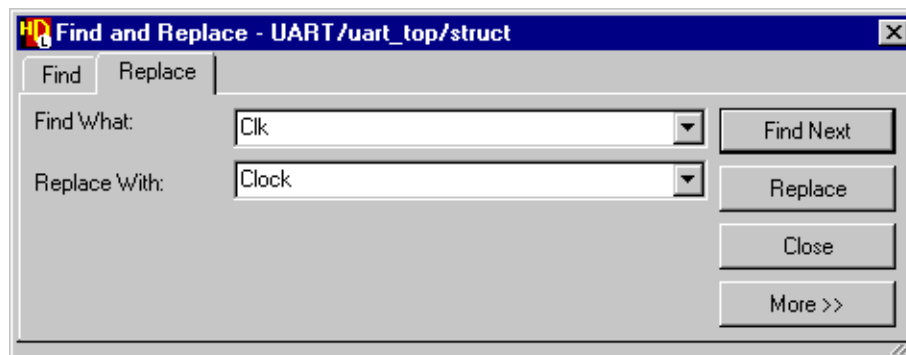 HDL Find and Replace - UART/uart_top/struct
Find Replace
Find What: Clk Find Next
Replace With: Clock Replace
Close
More >>